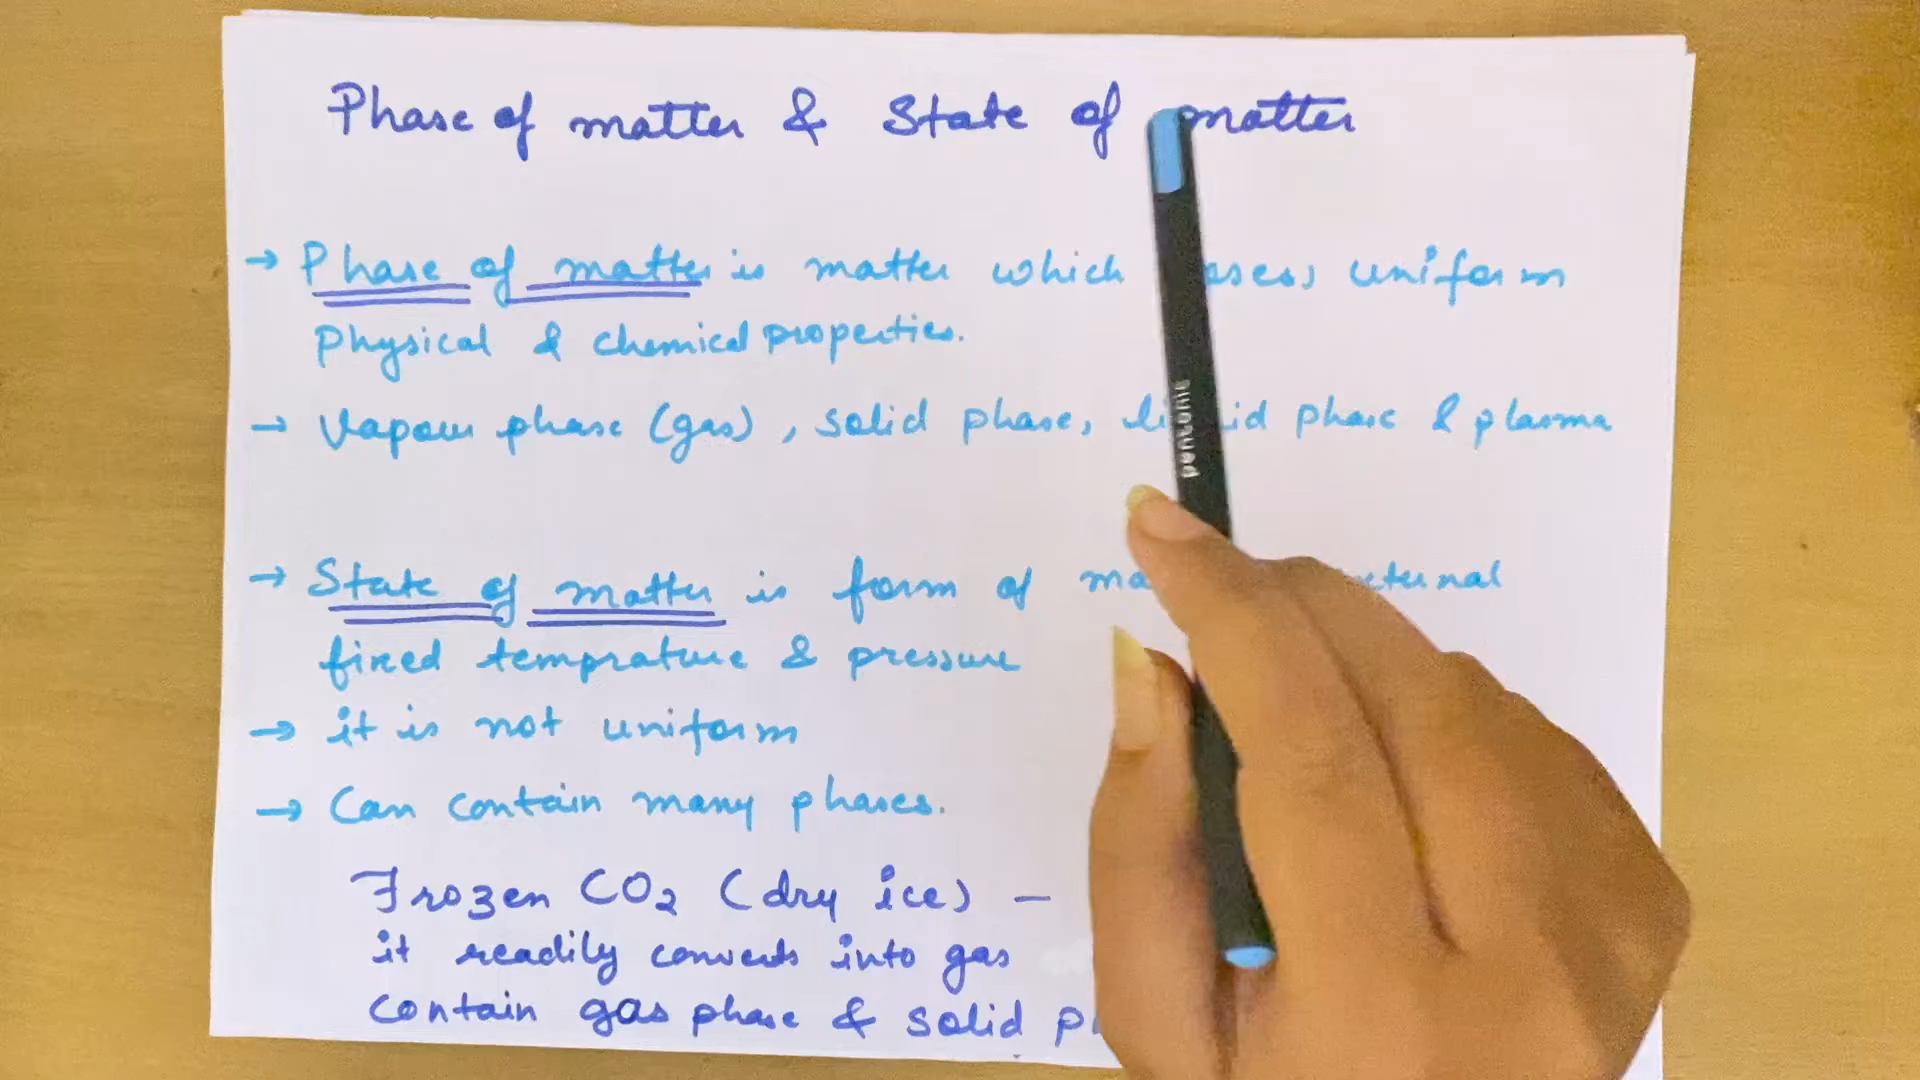 Phase of matter & State of matter
→ Phase of matter is matter which uniform
Physical & chemical properties.
→ Vapour phase (gas), solid phase, phase & plasma
→ State of matter is form of
fixed temprature & pressure
→ it is not uniform
→ Can contain many phases.
Frozen CO2 (dry ice) –
it readily converts into gas
contain gas phase & solid
pentonic